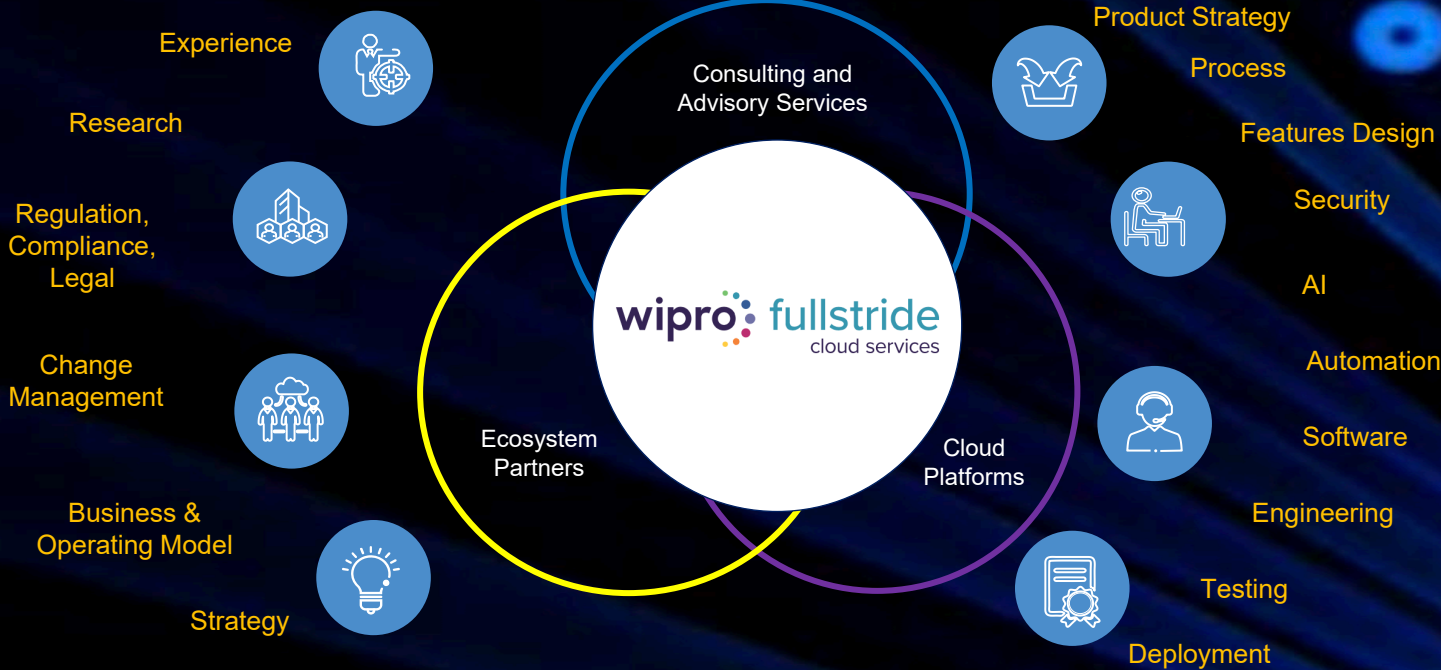 Experience
Research
Regulation,
Compliance,
Legal
Change
Management
Business &
Operating Model
Strategy
Consulting and
Advisory Services
wipro fullstride
cloud services
Ecosystem
Partners
Cloud
Platforms
Product Strategy
Process
Features Design
Security
AI
Automation
Software
Engineering
Testing
Deployment